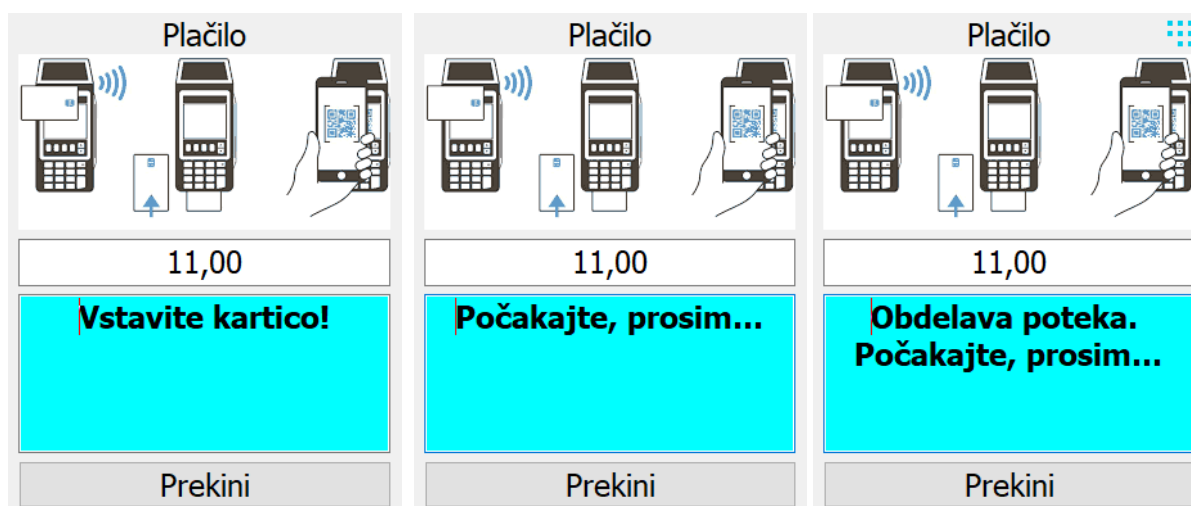 Plačilo
11,00
Vstavite kartico!
Prekini
Plačilo
11,00
Počakajte, prosim...
Prekini
Plačilo
11,00
Obdelava poteka.
Počakajte, prosim...
Prekini